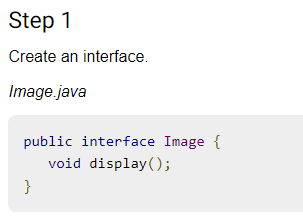 Step 1
Create an interface.
Image.java
public interface Image {
   void display();
}